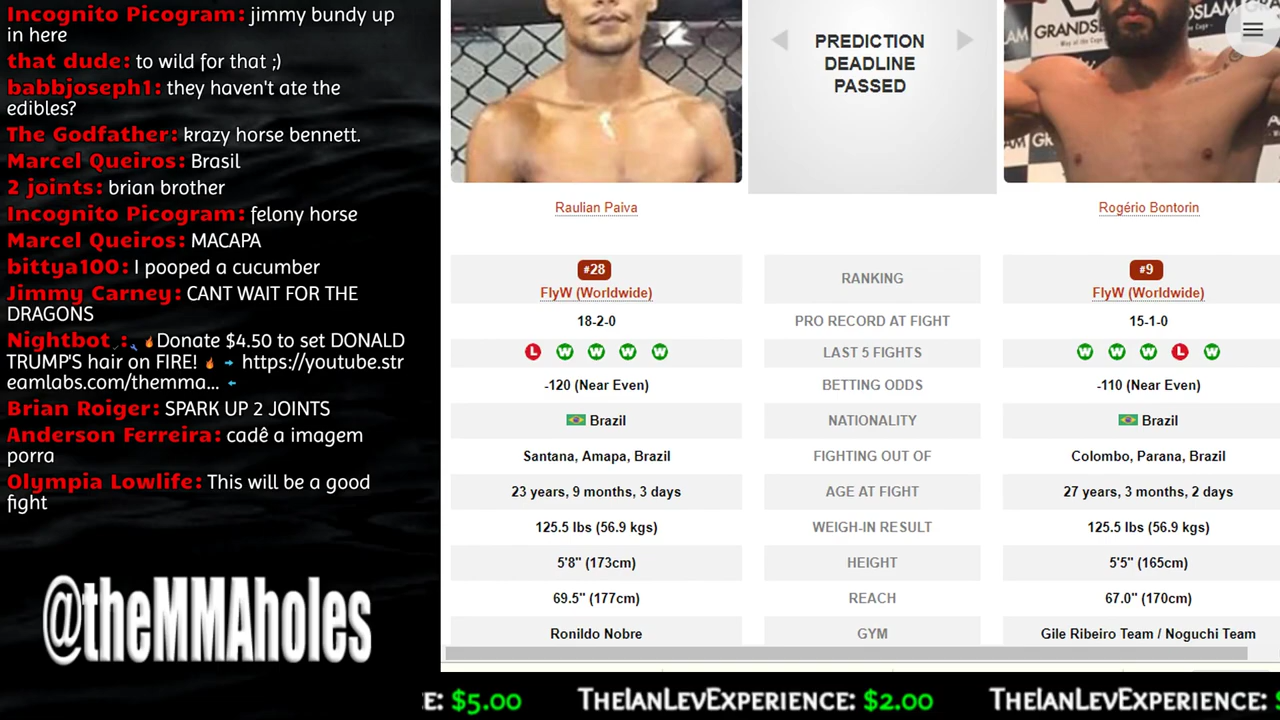 Incognito Picogram: jimmy bundy up
in here
that dude: to wild for that ;)
babbjoseph1: they haven't ate the
edibles?
The Godfather: krazy horse bennett.
Marcel Queiros: Brasil
2 joints: brian brother
Incognito Picogram: felony horse
Marcel Queiros: MACAPA
bittya100: I pooped a cucumber
Jimmy Carney: CANT WAIT FOR THE
DRAGONS
Nightbot: Donate $4.50 to set DONALD
TRUMP'S hair on FIRE! https://youtube.str
eamlabs.com/themma...
Brian Roiger: SPARK UP 2 JOINTS
Anderson Ferreira: cadê a imagem
porra
Olympia Lowlife: This will be a good
fight
@theMMAholes
PREDICTION
DEADLINE
PASSED
GRANDSLAM
Way of the Cage
GRAN
Raulian Paiva
Rogério Bontorin
#28 RANKING #9
FlyW (Worldwide) FlyW (Worldwide)
18-2-0 PRO RECORD AT FIGHT 15-1-0
L W W W W LAST 5 FIGHTS W W W L W
-120 (Near Even) BETTING ODDS -110 (Near Even)
Brazil NATIONALITY Brazil
Santana, Amapa, Brazil FIGHTING OUT OF Colombo, Parana, Brazil
23 years, 9 months, 3 days AGE AT FIGHT 27 years, 3 months, 2 days
125.5 lbs (56.9 kgs) WEIGH-IN RESULT 125.5 lbs (56.9 kgs)
5'8" (173cm) HEIGHT 5'5" (165cm)
69.5" (177cm) REACH 67.0" (170cm)
Ronildo Nobre GYM Gile Ribeiro Team / Noguchi Team
E: $5.00 TheIanLevExperience: $2.00 TheIanLevExperience: $